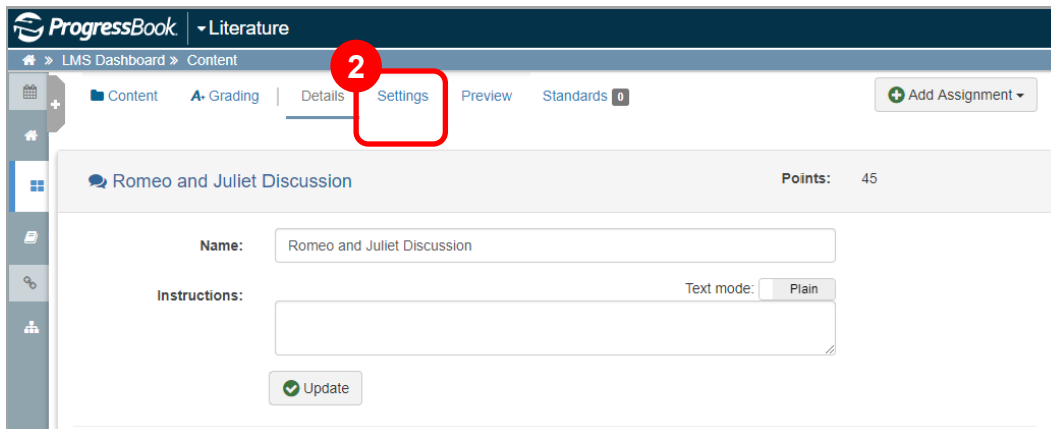 ProgressBook. Literature
» LMS Dashboard » Content
2
Content A+ Grading | Details Settings Preview Standards 0 Add Assignment
Romeo and Juliet Discussion Points: 45
Name: Romeo and Juliet Discussion
Text mode: Plain
Instructions:
Update